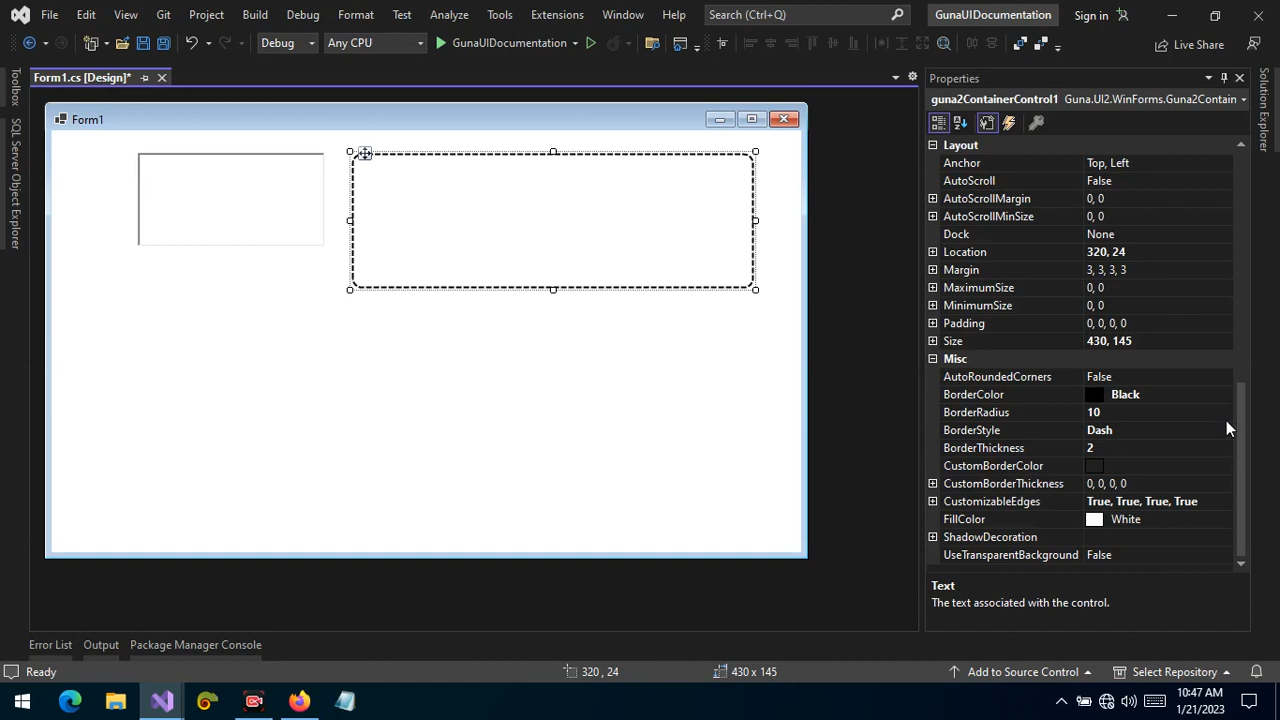 File Edit View Git Project Build Debug Format Test Analyze Tools Extensions Window Help Search (Ctrl+Q) GunaUIDocumentation Sign in
Debug Any CPU GunaUIDocumentation Live Share
Form1.cs [Design]*
Toolbox
SQL Server Object Explorer
Form1
Properties
guna2ContainerControl1 Guna.UI2.WinForms.Guna2Contain
Layout
Anchor Top, Left
AutoScroll False
AutoScrollMargin 0, 0
AutoScrollMinSize 0, 0
Dock None
Location 320, 24
Margin 3, 3, 3, 3
MaximumSize 0, 0
MinimumSize 0, 0
Padding 0, 0, 0, 0
Size 430, 145
Misc
AutoRoundedCorners False
BorderColor Black
BorderRadius 10
BorderStyle Dash
BorderThickness 2
CustomBorderColor
CustomBorderThickness 0, 0, 0, 0
CustomizableEdges True, True, True, True
FillColor White
ShadowDecoration
UseTransparentBackground False
Text
The text associated with the control.
Solution Explorer
Error List Output Package Manager Console
Ready 320 , 24 430 x 145 Add to Source Control Select Repository
10:47 AM
1/21/2023